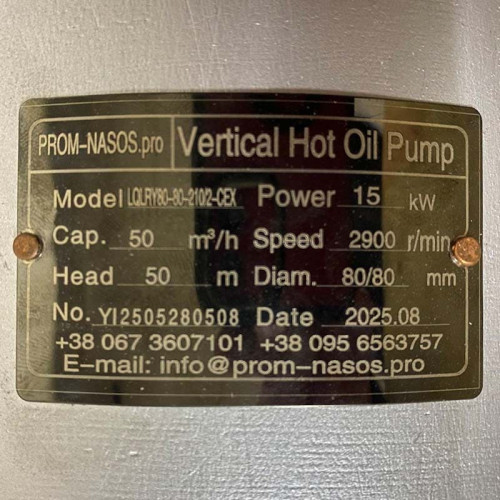 PROM-NASOS.pro Vertical Hot Oil Pump
Model LQLRY80-80-210/2-CEX Power 15 kW
Cap. 50 m³/h Speed 2900 r/min
Head 50 m Diam. 80/80 mm
No. YI2505280508 Date 2025.08
+38 067 3607101 +38 095 6563757
E-mail: info@prom-nasos.pro